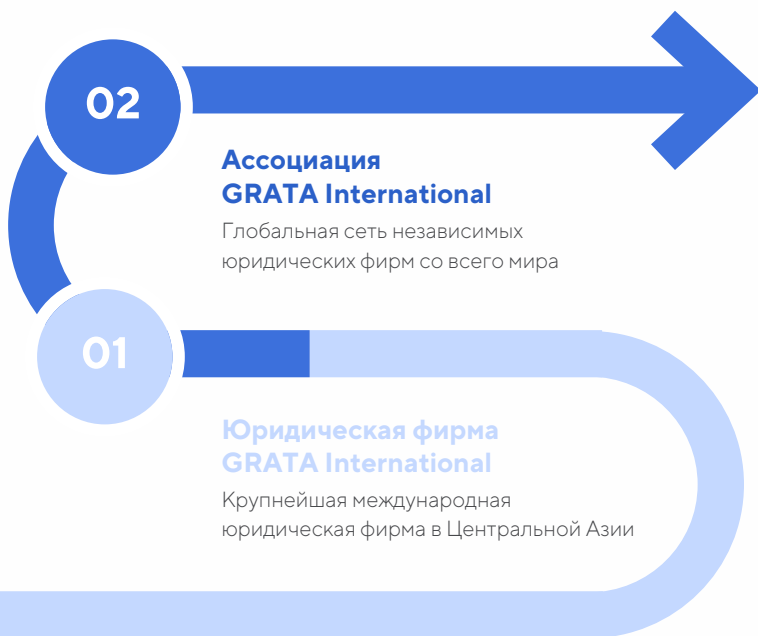 02
Ассоциация
GRATA International
Глобальная сеть независимых
юридических фирм со всего мира
01
Юридическая фирма
GRATA International
Крупнейшая международная
юридическая фирма в Центральной Азии